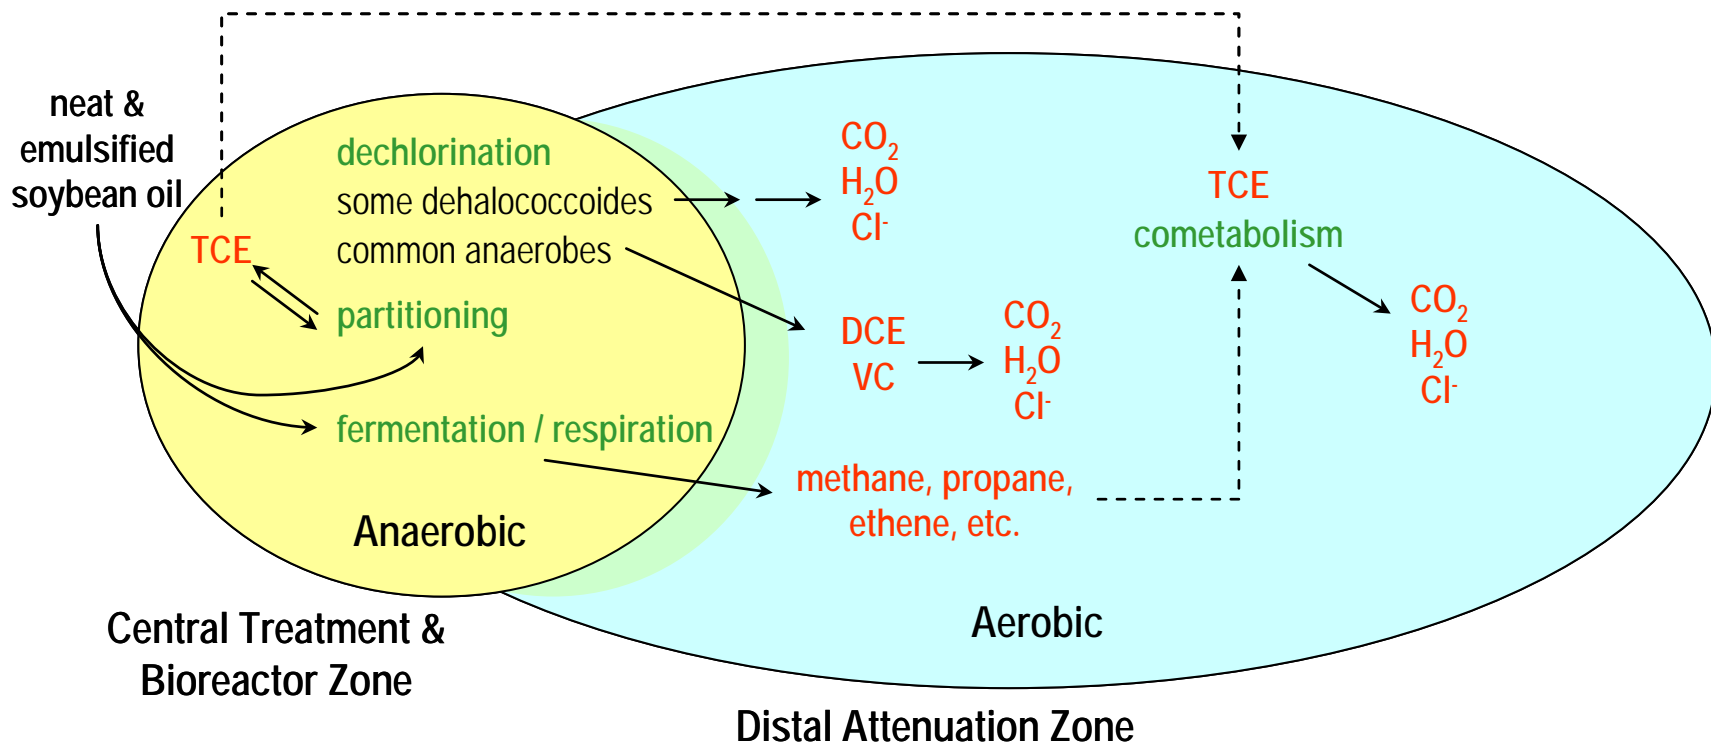 neat &
emulsified
soybean oil
TCE
dechlorination
some dehalococcoides
common anaerobes
partitioning
fermentation / respiration
Anaerobic
Central Treatment &
Bioreactor Zone
CO₂
H₂O
Cl⁻
DCE
VC
CO₂
H₂O
Cl⁻
methane, propane,
ethene, etc.
TCE
cometabolism
CO₂
H₂O
Cl⁻
Aerobic
Distal Attenuation Zone